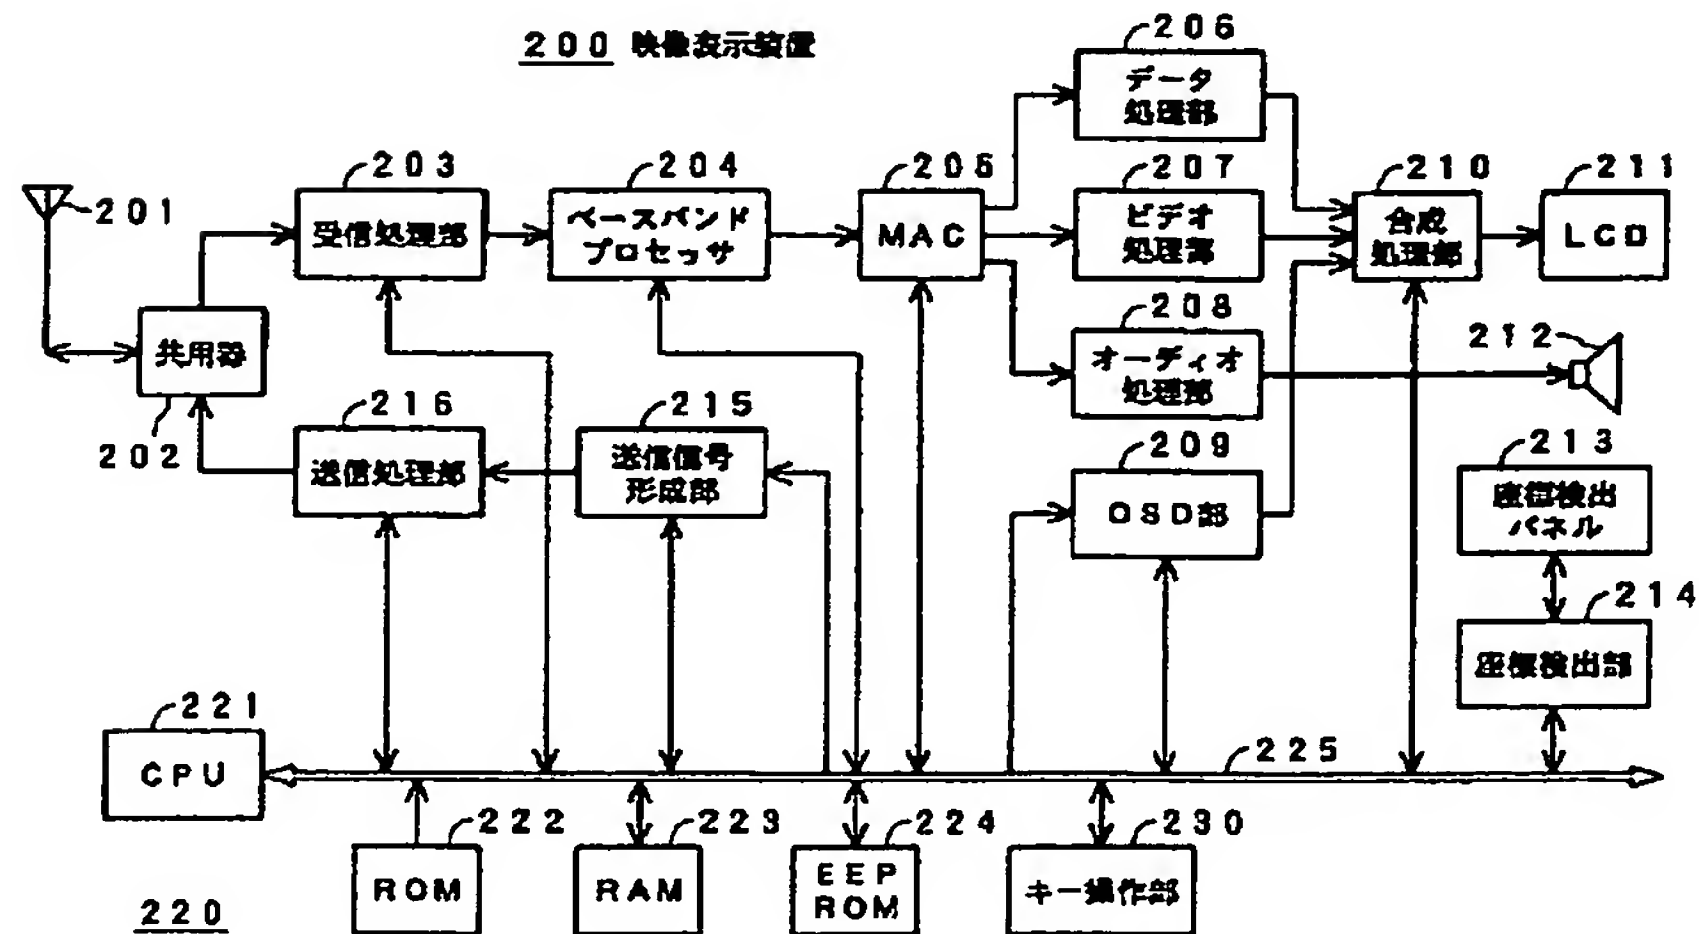 200 映像表示装置
206
データ
処理部
203
204
205
207
210
211
201
受信処理部
ベースバンド
プロセッサ
MAC
ビデオ
処理部
合成
処理部
LCD
208
212
共用器
オーディオ
処理部
216
215
202
209
213
送信処理部
送信信号
形成部
OSD部
座標検出
パネル
214
座標検出部
221
CPU
225
222
223
224
230
ROM
RAM
EEP
ROM
キー操作部
220